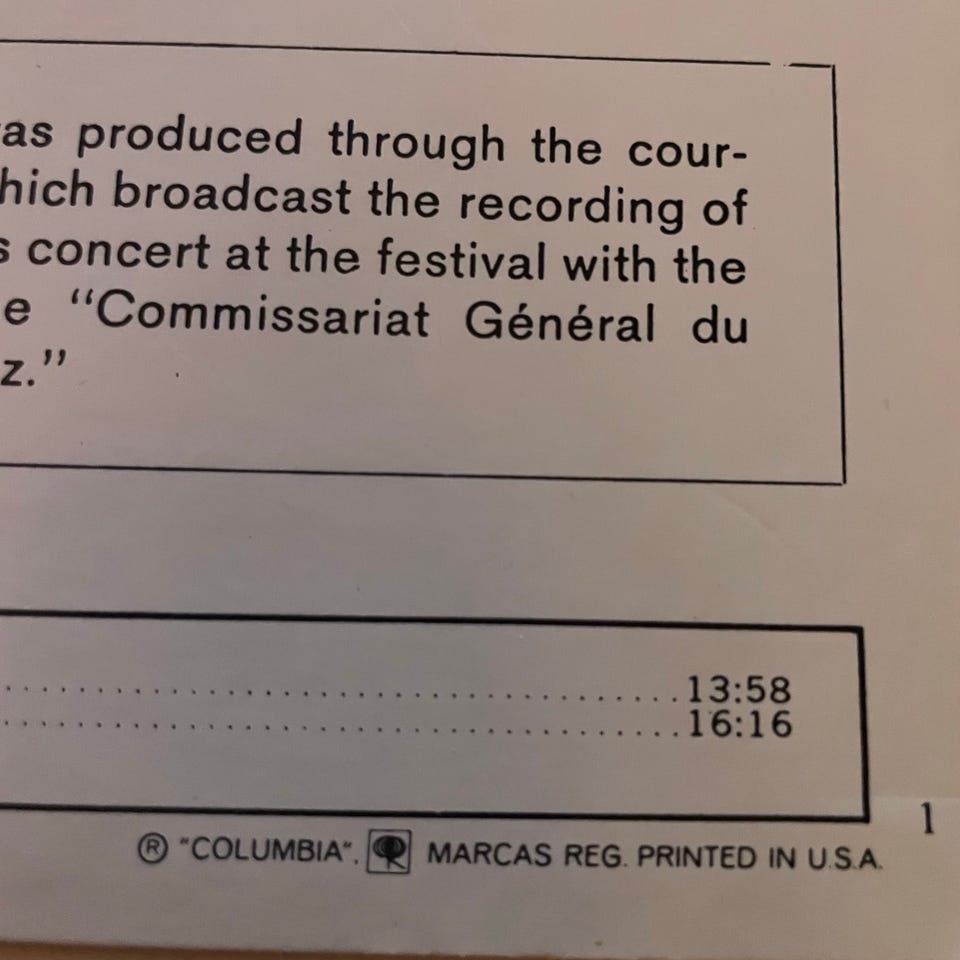 as produced through the cour-
hich broadcast the recording of
s concert at the festival with the
e “Commissariat Général du
z.”
..........................................13:58
..........................................16:16
1
® “COLUMBIA”, MARCAS REG. PRINTED IN U.S.A.